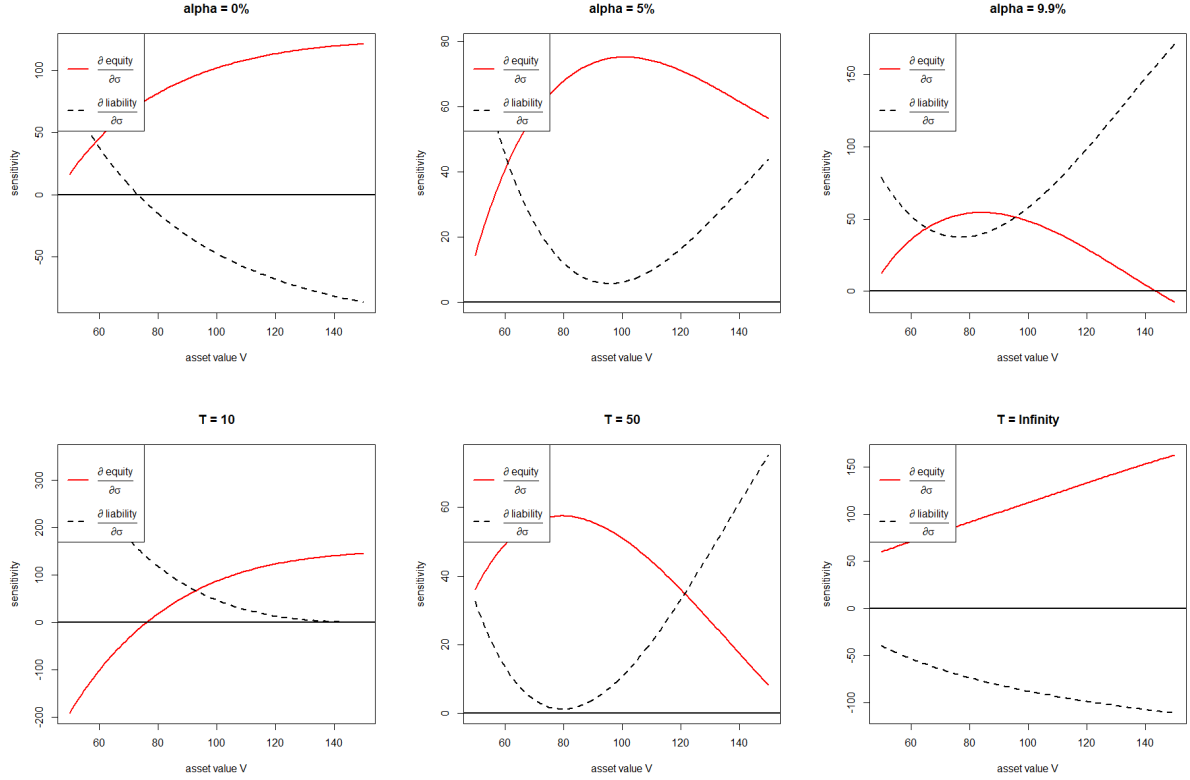 alpha = 0%
∂ equity
∂σ
∂ liability
∂σ
sensitivity
100
50
0
-50
60 80 100 120 140
asset value V
alpha = 5%
∂ equity
∂σ
∂ liability
∂σ
sensitivity
80
60
40
20
0
60 80 100 120 140
asset value V
alpha = 9.9%
∂ equity
∂σ
∂ liability
∂σ
sensitivity
150
100
50
0
60 80 100 120 140
asset value V
T = 10
∂ equity
∂σ
∂ liability
∂σ
sensitivity
300
200
100
0
-100
-200
60 80 100 120 140
asset value V
T = 50
∂ equity
∂σ
∂ liability
∂σ
sensitivity
60
40
20
0
60 80 100 120 140
asset value V
T = Infinity
∂ equity
∂σ
∂ liability
∂σ
sensitivity
150
100
50
0
-50
-100
60 80 100 120 140
asset value V